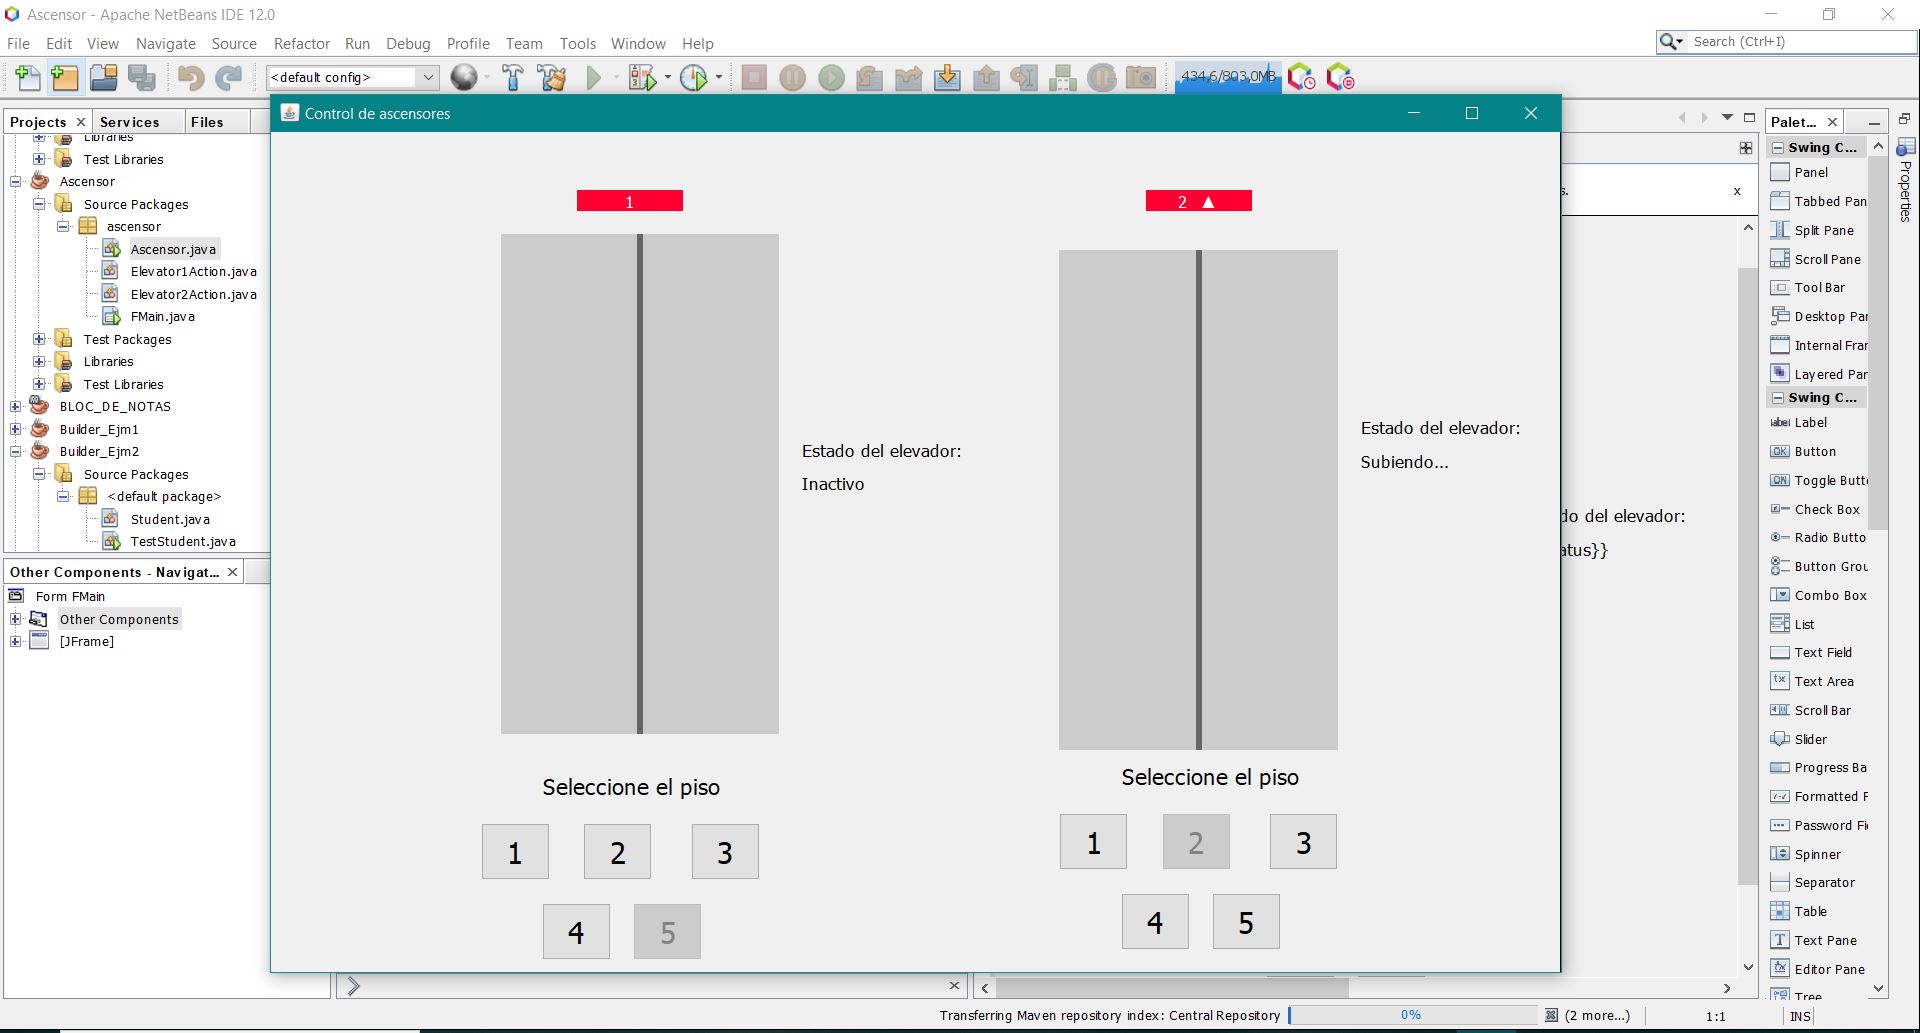 Ascensor - Apache NetBeans IDE 12.0
File Edit View Navigate Source Refactor Run Debug Profile Team Tools Window Help
Search (Ctrl+I)
<default config>
434,6/803,0MB
Projects Services Files
Libraries
Test Libraries
Ascensor
Source Packages
ascensor
Ascensor.java
Elevator1Action.java
Elevator2Action.java
FMain.java
Test Packages
Libraries
Test Libraries
BLOC_DE_NOTAS
Builder_Ejm1
Builder_Ejm2
Source Packages
<default package>
Student.java
TestStudent.java
Other Components - Navigat...
Form FMain
Other Components
[JFrame]
Control de ascensores
1
Estado del elevador:
Inactivo
Seleccione el piso
1 2 3
4 5
2 ▲
Estado del elevador:
Subiendo...
Seleccione el piso
1 2 3
4 5
s.
x
do del elevador:
atus}}
Palet...
Swing C...
Panel
Tabbed Pan
Split Pane
Scroll Pane
Tool Bar
Desktop Par
Internal Frar
Layered Par
Swing C...
label Label
OK Button
ON Toggle Butt
Check Box
Radio Butto
Button Grou
Combo Box
List
Text Field
Text Area
Scroll Bar
Slider
Progress Ba
Formatted F
Password Fi
Spinner
Separator
Table
Text Pane
Editor Pane
Tree
Properties
Transferring Maven repository index: Central Repository 0% (2 more...) 1:1 INS